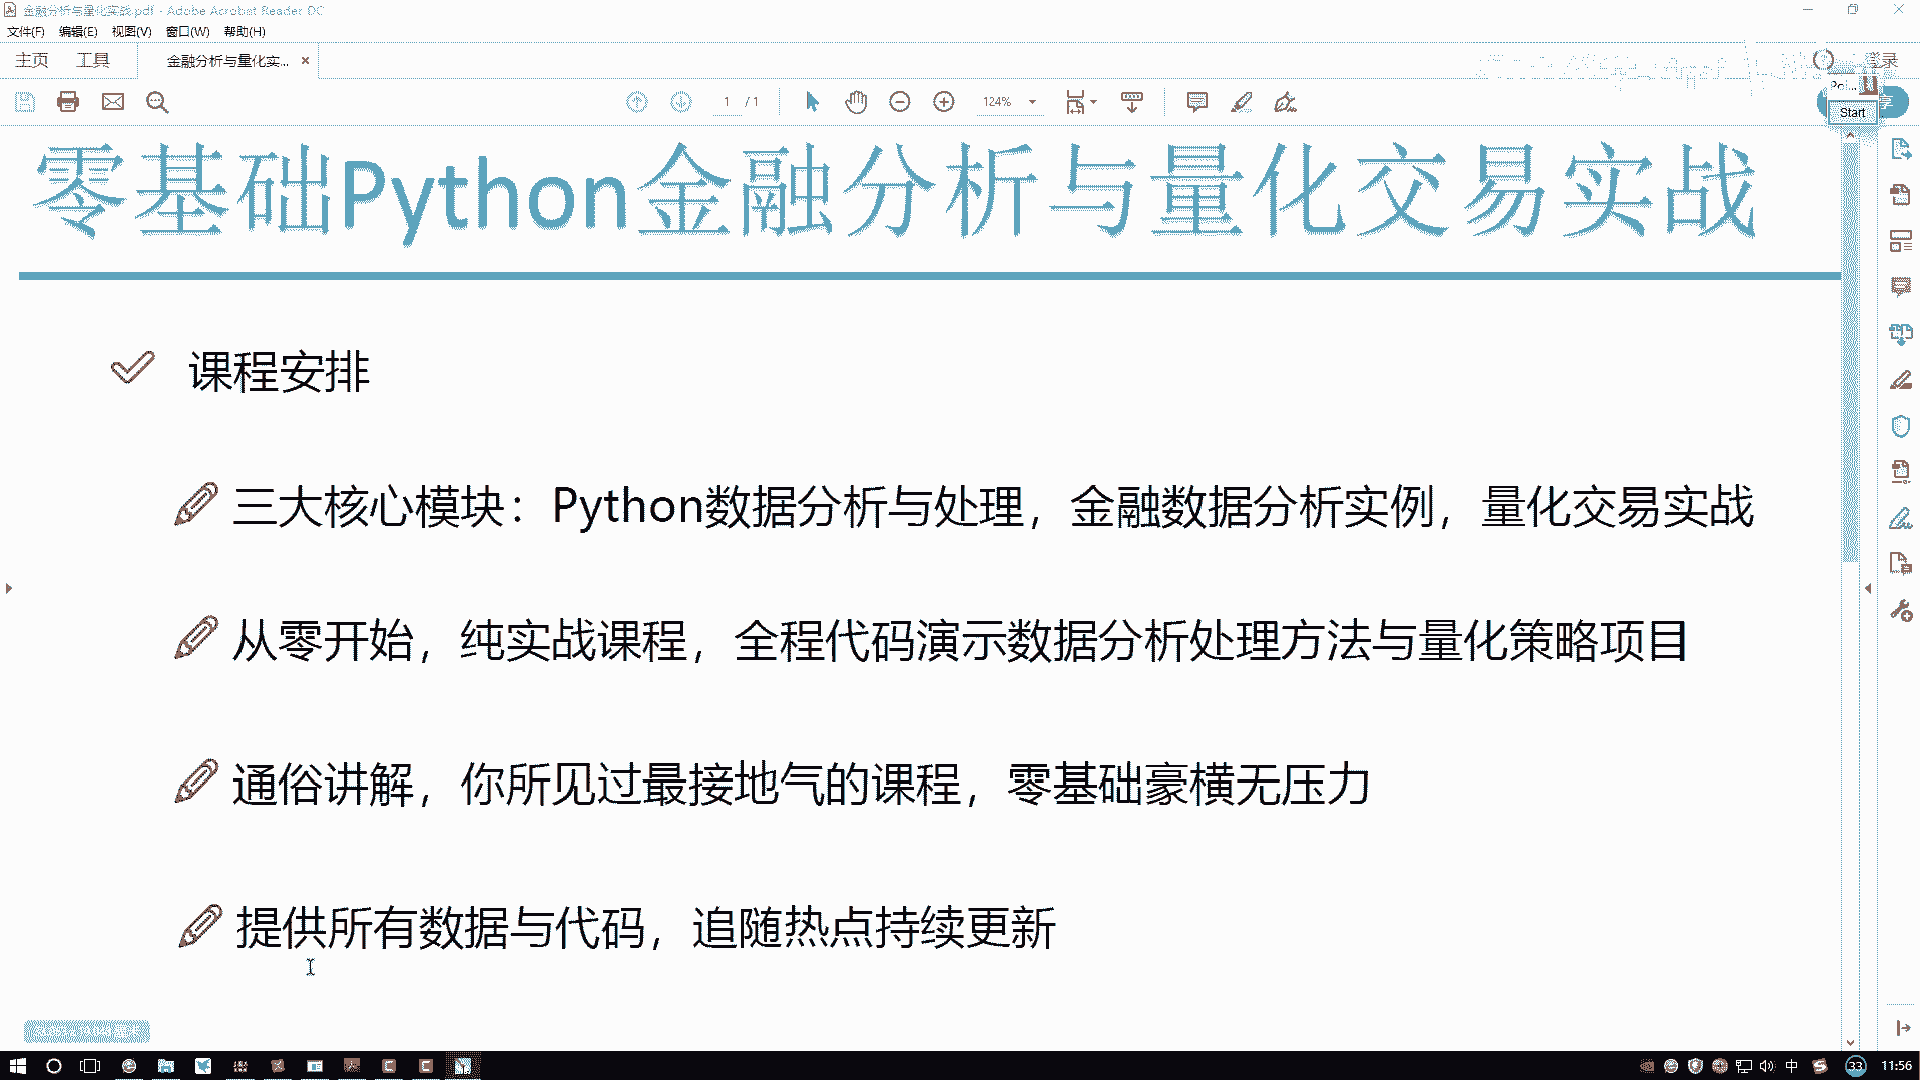 金融分析与量化实战.pdf - Adobe Acrobat Reader DC
文件(F) 编辑(E) 视图(V) 窗口(W) 帮助(H)
主页 工具 金融分析与量化实... × 登录
1 / 1 124%
Start
零基础Python金融分析与量化交易实战
课程安排
三大核心模块：Python数据分析与处理，金融数据分析实例，量化交易实战
从零开始，纯实战课程，全程代码演示数据分析处理方法与量化策略项目
通俗讲解，你所见过最接地气的课程，零基础豪横无压力
提供所有数据与代码，追随热点持续更新
中 33 11:56